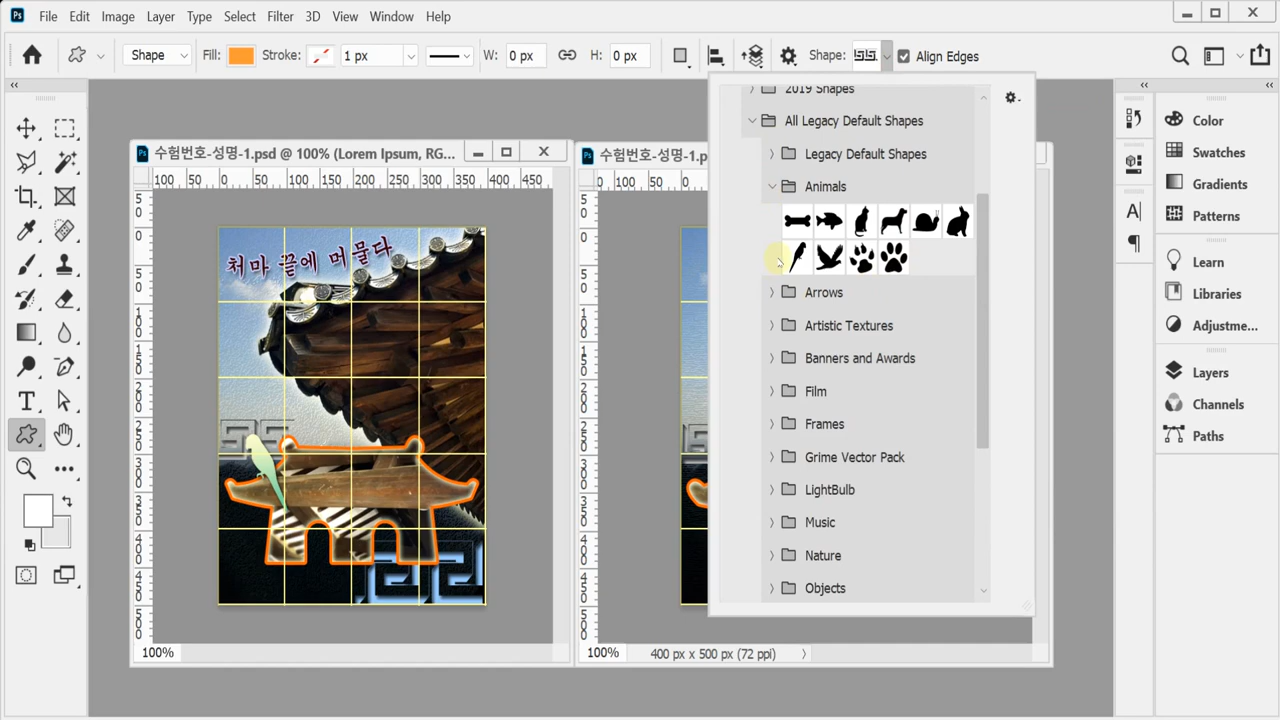 Ps File Edit Image Layer Type Select Filter 3D View Window Help
Shape Fill: Stroke: 1 px W: 0 px H: 0 px Shape: Align Edges
수험번호-성명-1.psd @ 100% (Lorem Ipsum, RG...
수험번호-성명-1.p
100 50 0 50 100 150 200 250 300 350 400 450
0 100 50 0
처마 끝에 머물다
100%
100% 400 px x 500 px (72 ppi)
2019 Shapes
All Legacy Default Shapes
Legacy Default Shapes
Animals
Arrows
Artistic Textures
Banners and Awards
Film
Frames
Grime Vector Pack
LightBulb
Music
Nature
Objects
Color
Swatches
Gradients
Patterns
Learn
Libraries
Adjustme...
Layers
Channels
Paths